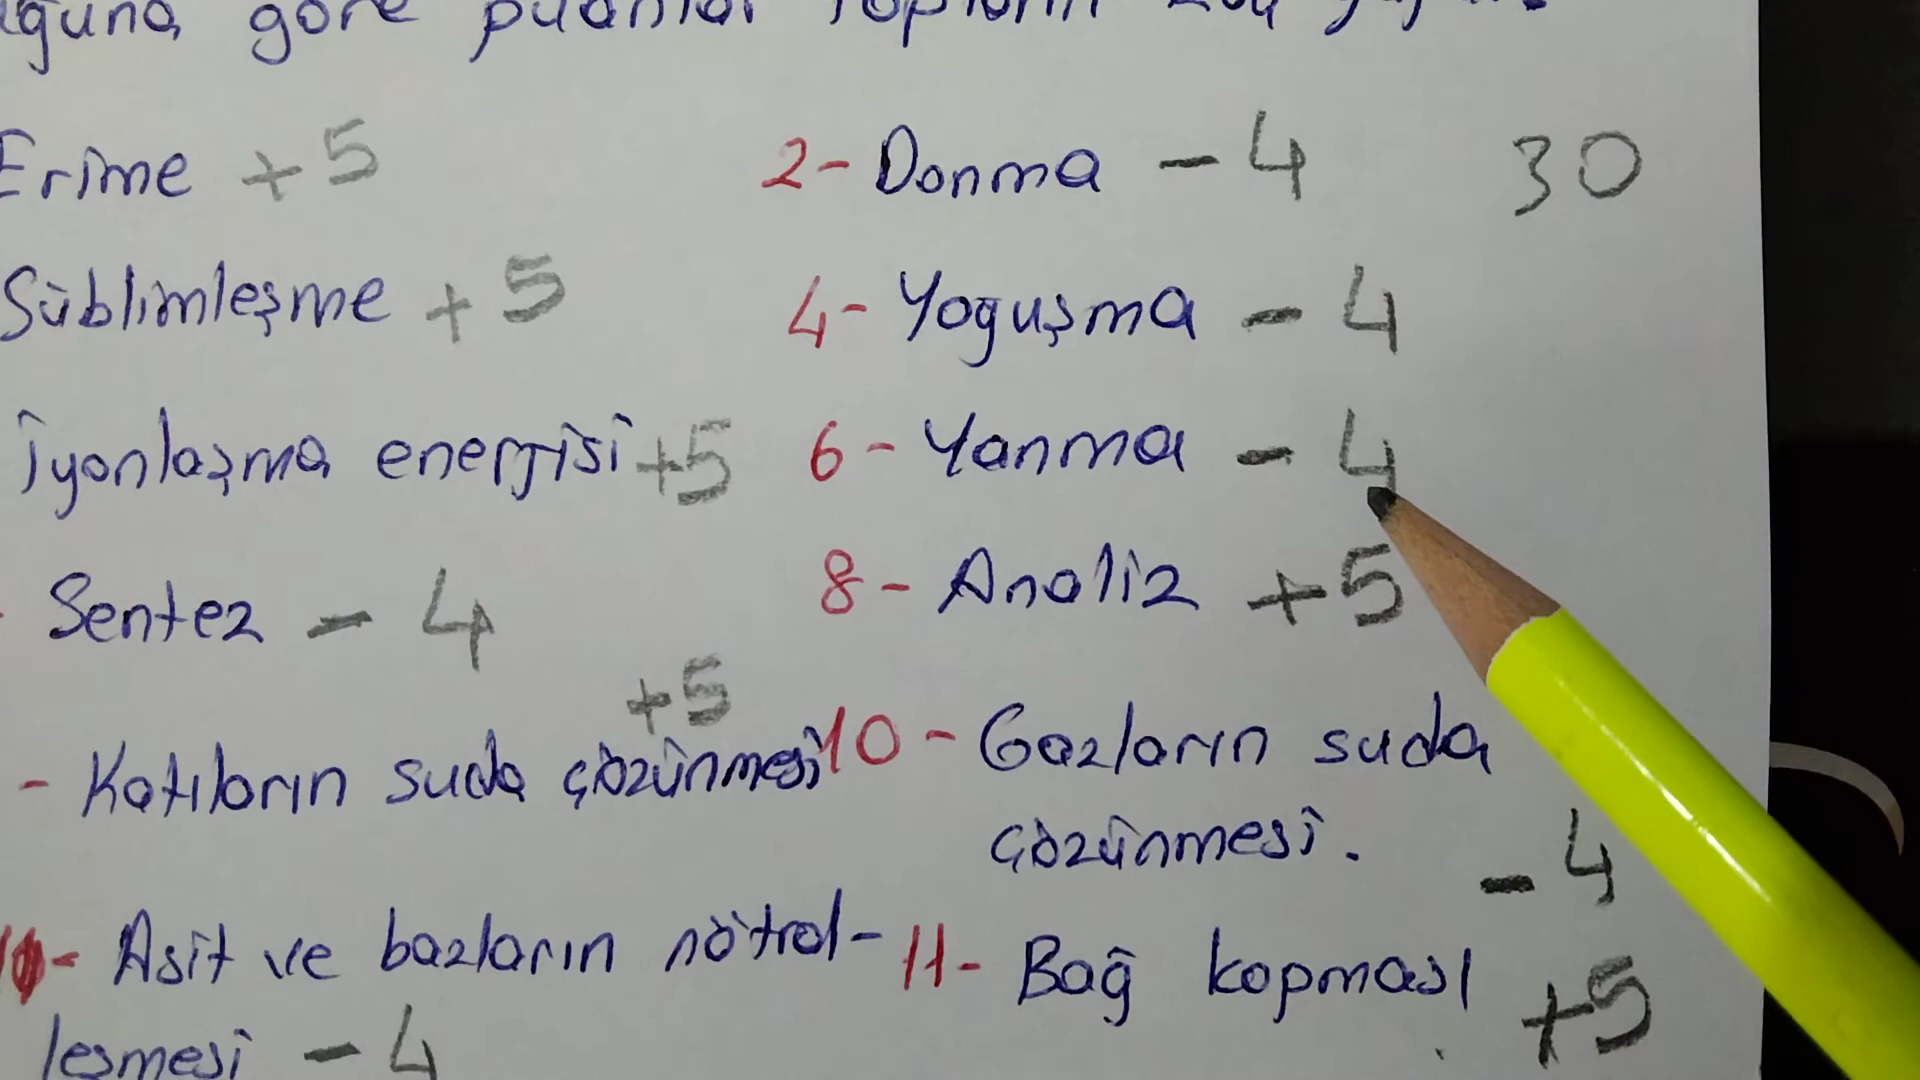 göre puanlar
Erime +5 2- Donma - 4 30
Süblimleşme +5 4- Yoğuşma - 4
İyonlaşma enerjisi +5 6- Yanma - 4
Sentez - 4 8- Analiz +5
+5
- Katıların suda çözünmesi 10- Gazların suda
çözünmesi.
- 4
- Asit ve bazların nötral- 11- Bağ kopması
+5
leşmesi - 4